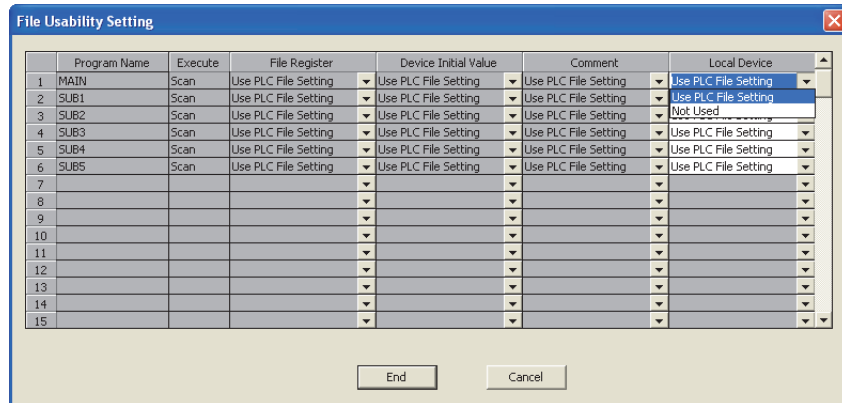 File Usability Setting
Program Name Execute File Register Device Initial Value Comment Local Device
1 MAIN Scan Use PLC File Setting Use PLC File Setting Use PLC File Setting Use PLC File Setting
2 SUB1 Scan Use PLC File Setting Use PLC File Setting Use PLC File Setting Use PLC File Setting
3 SUB2 Scan Use PLC File Setting Use PLC File Setting Use PLC File Setting Not Used
4 SUB3 Scan Use PLC File Setting Use PLC File Setting Use PLC File Setting Use PLC File Setting
5 SUB4 Scan Use PLC File Setting Use PLC File Setting Use PLC File Setting Use PLC File Setting
6 SUB5 Scan Use PLC File Setting Use PLC File Setting Use PLC File Setting Use PLC File Setting
7
8
9
10
11
12
13
14
15
End Cancel